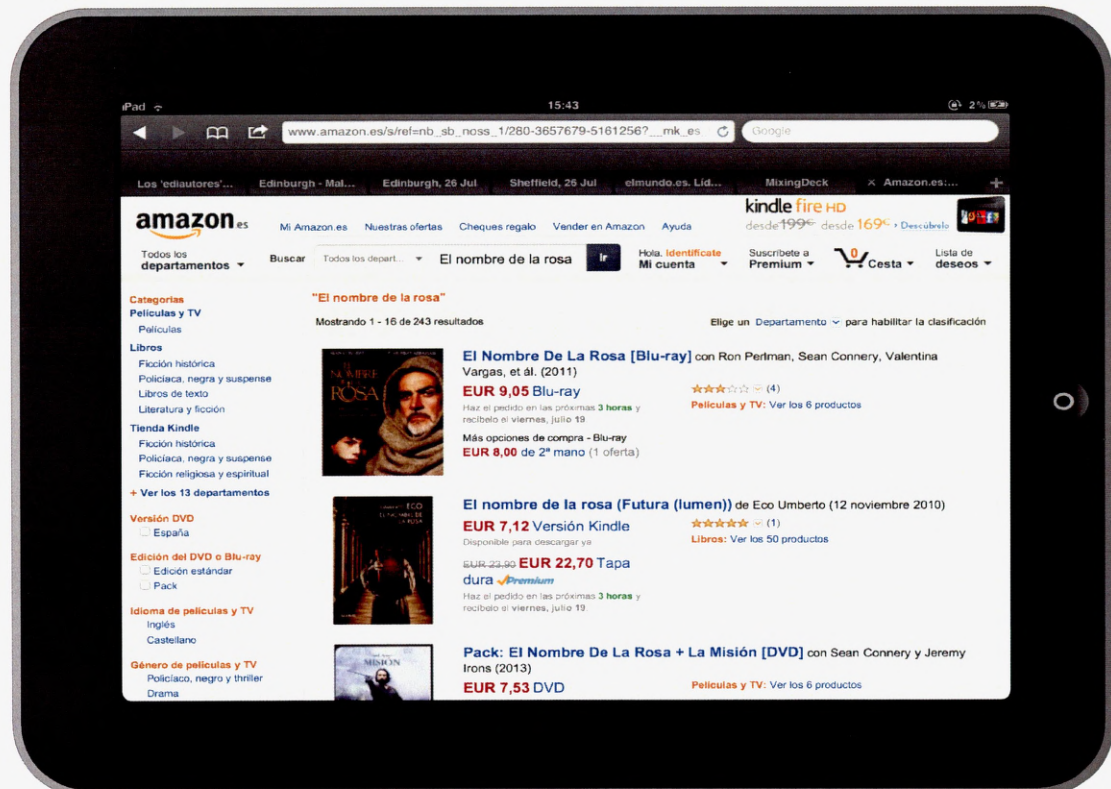 iPad 15:43 2%
www.amazon.es/s/ref=nb_sb_noss_1/280-3657679-5161256?__mk_es Google
Los 'ediautores'... Edinburgh - Mal... Edinburgh, 26 Jul Sheffield, 26 Jul elmundo.es. Líd... MixingDeck × Amazon.es:... +
amazon.es Mi Amazon.es Nuestras ofertas Cheques regalo Vender en Amazon Ayuda
kindle fire HD
desde 199€ desde 169€ › Descúbrelo
Todos los
departamentos
Buscar Todos los depart... El nombre de la rosa Ir
Hola. Identifícate
Mi cuenta
Suscríbete a
Premium
0
Cesta
Lista de
deseos
Categorías
Películas y TV
Películas
Libros
Ficción histórica
Policíaca, negra y suspense
Libros de texto
Literatura y ficción
Tienda Kindle
Ficción histórica
Policíaca, negra y suspense
Ficción religiosa y espiritual
+ Ver los 13 departamentos
Versión DVD
España
Edición del DVD o Blu-ray
Edición estándar
Pack
Idioma de películas y TV
Inglés
Castellano
Género de películas y TV
Policíaco, negro y thriller
Drama
"El nombre de la rosa"
Mostrando 1 - 16 de 243 resultados
Elige un Departamento para habilitar la clasificación
EL
NOMBRE
ROSA
El Nombre De La Rosa [Blu-ray] con Ron Perlman, Sean Connery, Valentina
Vargas, et ál. (2011)
EUR 9,05 Blu-ray
Haz el pedido en las próximas 3 horas y
recíbelo el viernes, julio 19
Más opciones de compra - Blu-ray
EUR 8,00 de 2ª mano (1 oferta)
(4)
Películas y TV: Ver los 6 productos
ECO
EL NOMBRE DE
LA ROSA
El nombre de la rosa (Futura (lumen)) de Eco Umberto (12 noviembre 2010)
EUR 7,12 Versión Kindle
Disponible para descargar ya
EUR 23,90 EUR 22,70 Tapa
dura Premium
Haz el pedido en las próximas 3 horas y
recíbelo el viernes, julio 19
(1)
Libros: Ver los 50 productos
MISION
Pack: El Nombre De La Rosa + La Misión [DVD] con Sean Connery y Jeremy
Irons (2013)
EUR 7,53 DVD
Películas y TV: Ver los 6 productos